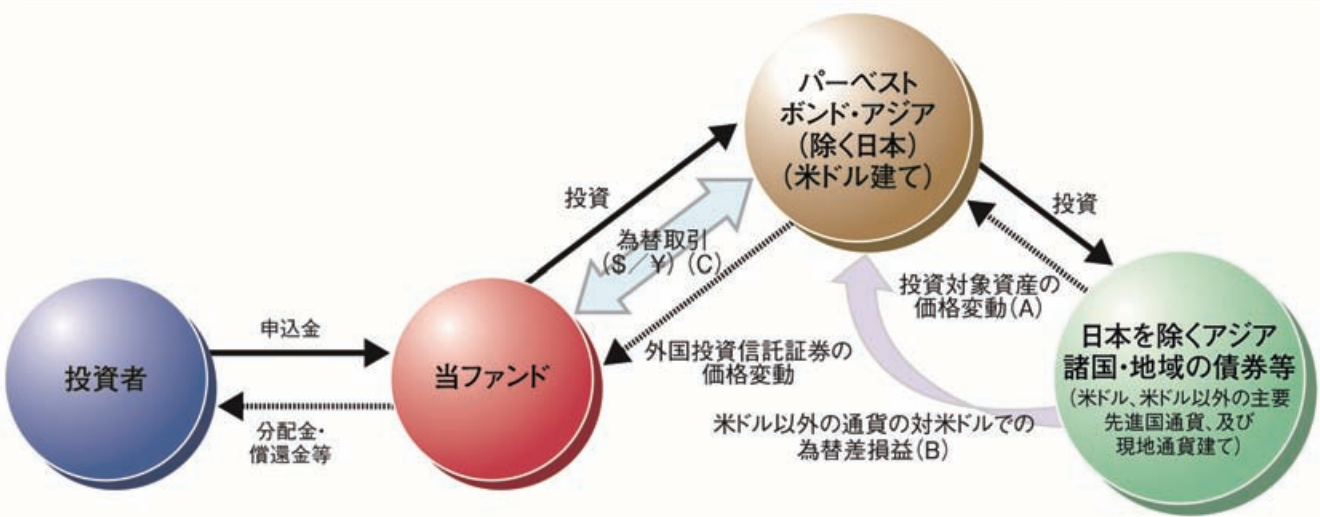 パーベスト
ボンド・アジア
(除く日本)
(米ドル建て)
投資
投資
為替取引
($／¥)(C)
投資対象資産の
価格変動(A)
申込金
外国投資信託証券の
価格変動
日本を除くアジア
諸国・地域の債券等
(米ドル、米ドル以外の主要
先進国通貨、及び
現地通貨建て)
投資者
当ファンド
米ドル以外の通貨の対米ドルでの
為替差損益(B)
分配金・
償還金等